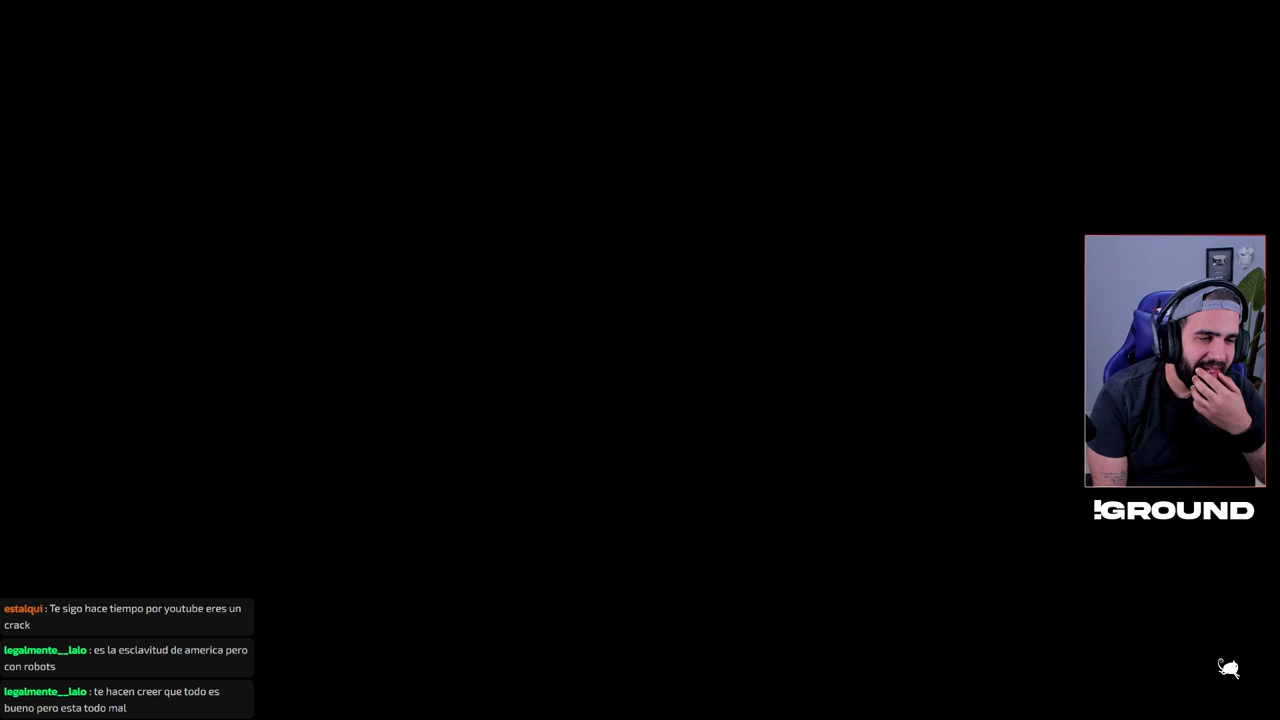 !GROUND
estalqui : Te sigo hace tiempo por youtube eres un
crack
legalmente__lalo : es la esclavitud de america pero
con robots
legalmente__lalo : te hacen creer que todo es
bueno pero esta todo mal